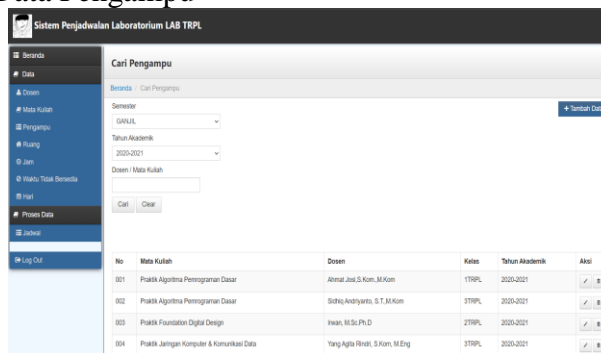 Data Pengampu
Sistem Penjadwalan Laboratorium LAB TRPL
Beranda
Data
Dosen
Mata Kuliah
Pengampu
Ruang
Jam
Waktu Tidak Bersedia
Hari
Proses Data
Jadwal
Log Out
Cari Pengampu
Beranda / Cari Pengampu
Semester
GANJIL
+ Tambah Dat
Tahun Akademik
2020-2021
Dosen / Mata Kuliah
Cari Clear
No Mata Kuliah Dosen Kelas Tahun Akademik Aksi
001 Praktik Algoritma Pemrograman Dasar Ahmat Josi,S.Kom.,M.Kom 1TRPL 2020-2021
002 Praktik Algoritma Pemrograman Dasar Sidhiq Andriyanto, S.T.,M.Kom 3TRPL 2020-2021
003 Praktik Foundation Digital Design Irwan, M.Sc.Ph.D 2TRPL 2020-2021
004 Praktik Jaringan Komputer & Komunikasi Data Yang Agita Rindri, S.Kom, M.Eng 3TRPL 2020-2021